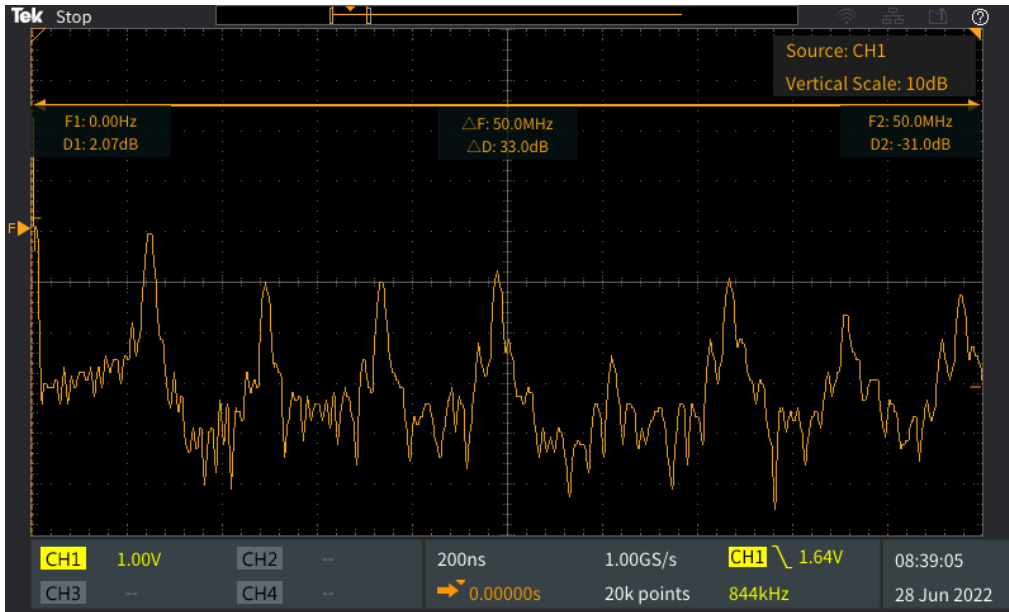 Tek Stop
Source: CH1
Vertical Scale: 10dB
F1: 0.00Hz
D1: 2.07dB
△F: 50.0MHz
△D: 33.0dB
F2: 50.0MHz
D2: -31.0dB
F
CH1 1.00V CH2 -- 200ns 1.00GS/s CH1 1.64V 08:39:05
CH3 -- CH4 -- 0.00000s 20k points 844kHz 28 Jun 2022